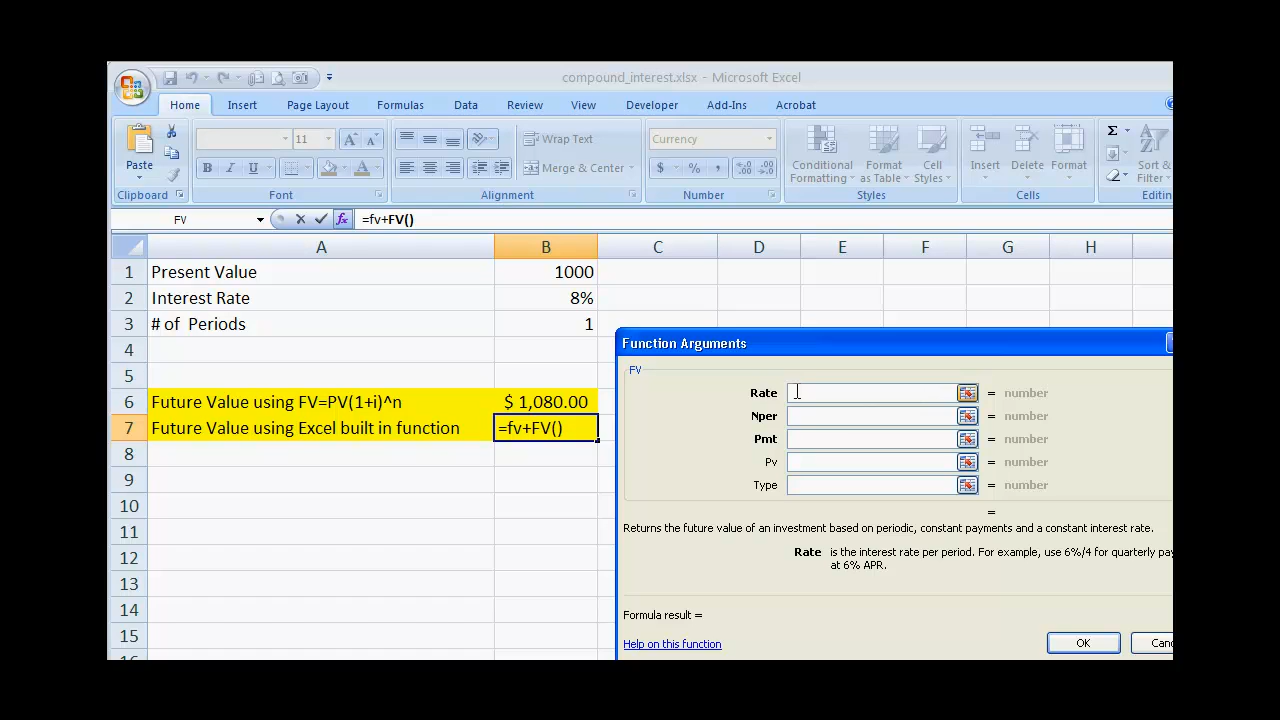 compound_interest.xlsx - Microsoft Excel
Home Insert Page Layout Formulas Data Review View Developer Add-Ins Acrobat
Paste
11
Wrap Text
Currency
Merge & Center
$ % ,
Conditional Formatting
Format as Table
Cell Styles
Insert Delete Format
Σ
Sort &
Filter
Clipboard Font Alignment Number Styles Cells Editin
FV
fx =fv+FV()
A B C D E F G H
1 Present Value 1000
2 Interest Rate 8%
3 # of Periods 1
4
5
6 Future Value using FV=PV(1+i)^n $ 1,080.00
7 Future Value using Excel built in function =fv+FV()
8
9
10
11
12
13
14
15
16
Function Arguments
FV
Rate = number
Nper = number
Pmt = number
Pv = number
Type = number
=
Returns the future value of an investment based on periodic, constant payments and a constant interest rate.
Rate is the interest rate per period. For example, use 6%/4 for quarterly pay
at 6% APR.
Formula result =
Help on this function
OK Canc